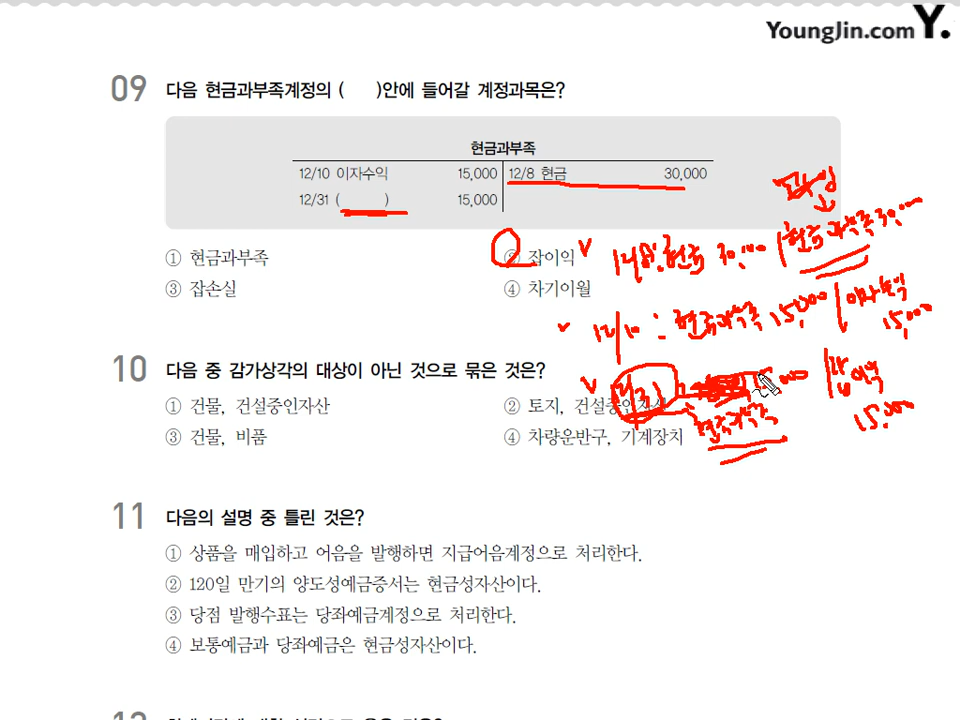 YoungJin.com Y.
09 다음 현금과부족계정의 ( )안에 들어갈 계정과목은?
현금과부족
12/10 이자수익 15,000 12/8 현금 30,000
12/31 ( ) 15,000
① 현금과부족 ② 잡이익
③ 잡손실 ④ 차기이월
12/8: 현금 30,000 / 현금과부족 30,000
12/10: 현금과부족 15,000 / 이자수익 15,000
12/31 현금과부족 15,000 / 잡이익 15,000
10 다음 중 감가상각의 대상이 아닌 것으로 묶은 것은?
① 건물, 건설중인자산 ② 토지, 건설중인자산
③ 건물, 비품 ④ 차량운반구, 기계장치
11 다음의 설명 중 틀린 것은?
① 상품을 매입하고 어음을 발행하면 지급어음계정으로 처리한다.
② 120일 만기의 양도성예금증서는 현금성자산이다.
③ 당점 발행수표는 당좌예금계정으로 처리한다.
④ 보통예금과 당좌예금은 현금성자산이다.